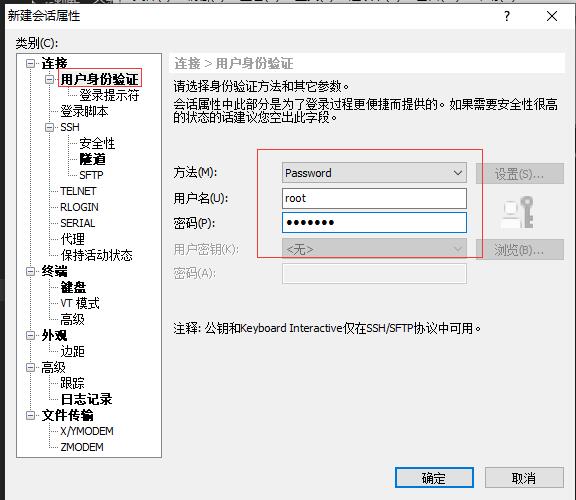 新建会话属性
?
类别(C):
连接
用户身份验证
登录提示符
登录脚本
SSH
安全性
隧道
SFTP
TELNET
RLOGIN
SERIAL
代理
保持活动状态
终端
键盘
VT 模式
高级
外观
边距
高级
跟踪
日志记录
文件传输
X/YMODEM
ZMODEM
连接 > 用户身份验证
请选择身份验证方法和其它参数。
会话属性中此部分是为了登录过程更便捷而提供的。如果需要安全性很高
的状态的话建议您空出此字段。
方法(M): Password 设置(S)...
用户名(U): root
密码(P): •••••••
用户密钥(K): <无> 浏览(B)...
密码(A):
注释: 公钥和Keyboard Interactive仅在SSH/SFTP协议中可用。
确定 取消